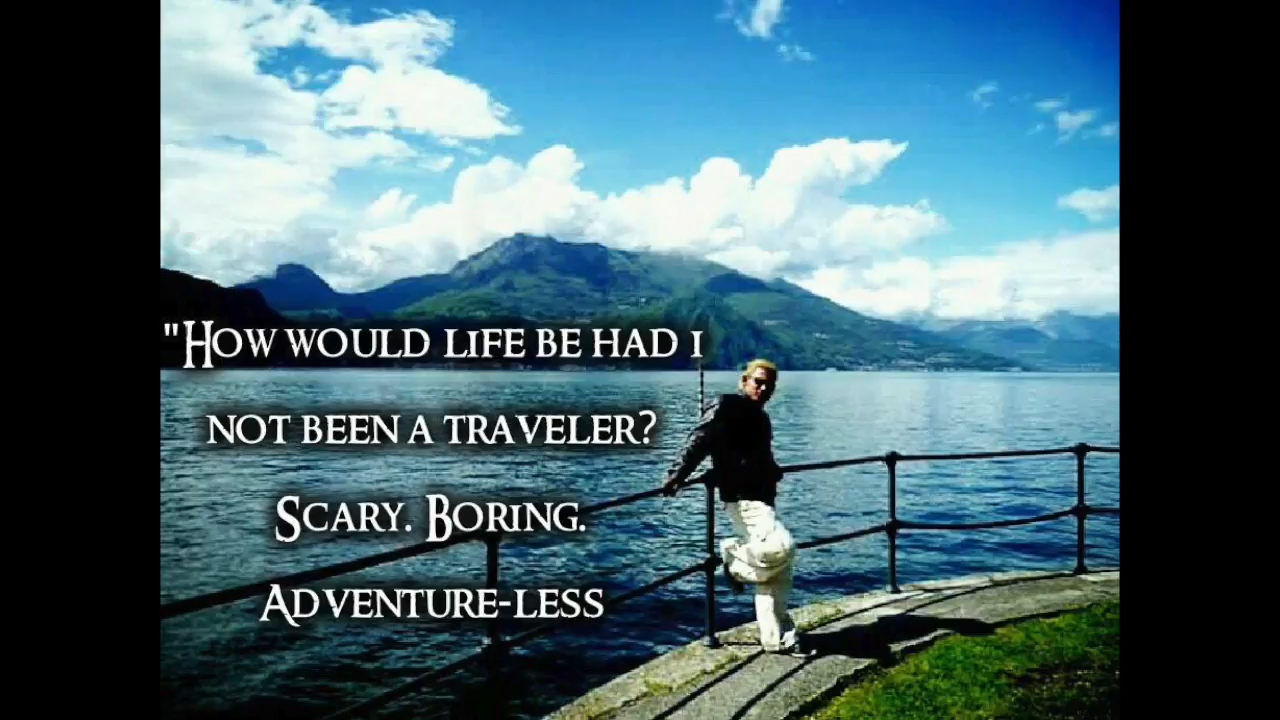 "How would life be had i
not been a traveler?
Scary. Boring.
Adventure-less